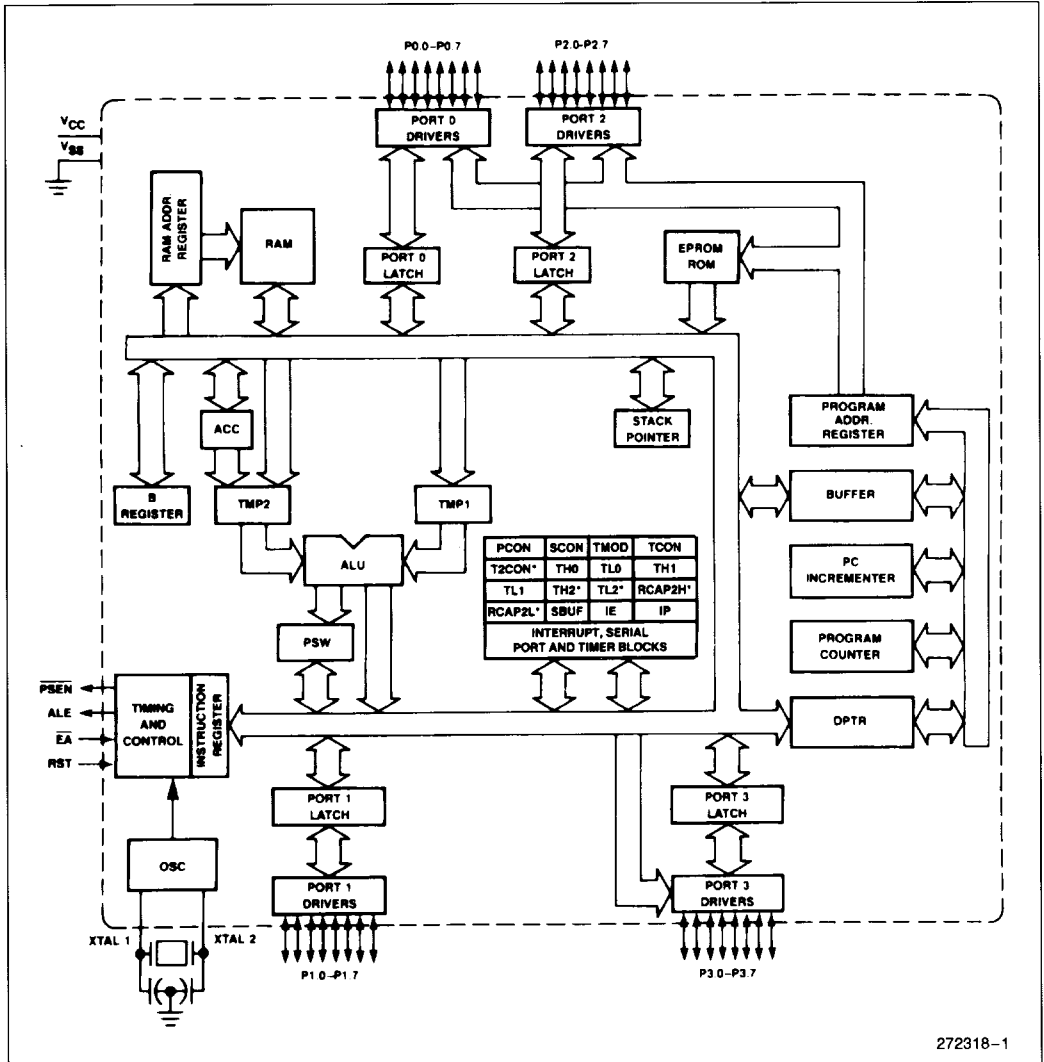 P0.0–P0.7
P2.0–P2.7
VCC
VSS
PORT 0
DRIVERS
PORT 2
DRIVERS
RAM ADDR.
REGISTER
RAM
PORT 0
LATCH
PORT 2
LATCH
EPROM
ROM
B
REGISTER
ACC
STACK
POINTER
PROGRAM
ADDR.
REGISTER
TMP2
TMP1
BUFFER
ALU
PCON SCON TMOD TCON
T2CON* TH0 TL0 TH1
TL1 TH2* TL2* RCAP2H*
RCAP2L* SBUF IE IP
INTERRUPT, SERIAL
PORT AND TIMER BLOCKS
PC
INCREMENTER
PSW
PROGRAM
COUNTER
PSEN
ALE
EA
RST
TIMING
AND
CONTROL
INSTRUCTION
REGISTER
DPTR
PORT 1
LATCH
PORT 3
LATCH
OSC
PORT 1
DRIVERS
PORT 3
DRIVERS
XTAL 1
XTAL 2
P1.0–P1.7
P3.0–P3.7
272318–1